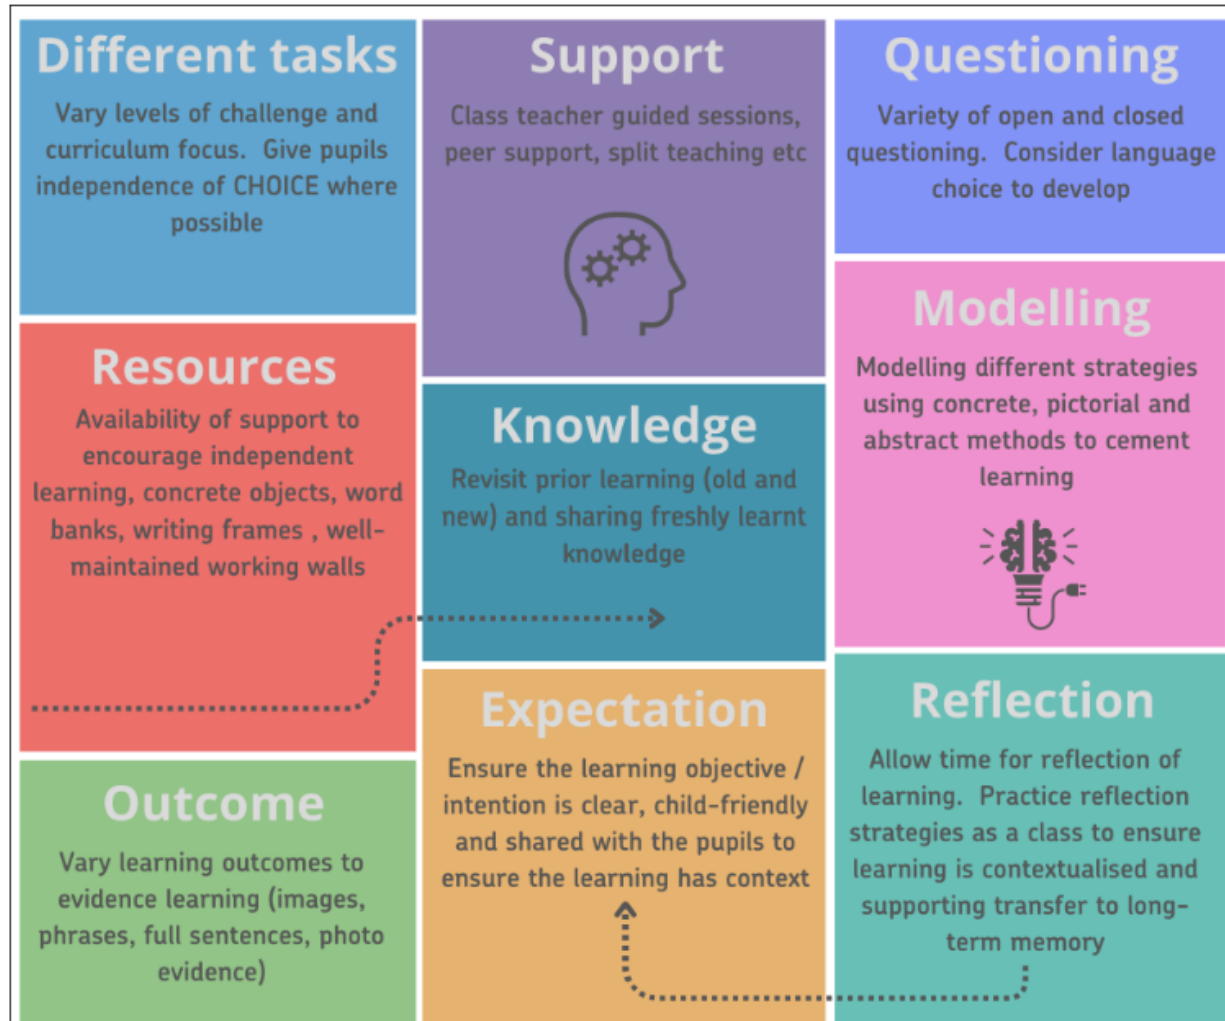 Different tasks
Vary levels of challenge and
curriculum focus.  Give pupils
independence of CHOICE where
possible
Resources
Availability of support to
encourage independent
learning, concrete objects, word
banks, writing frames , well-
maintained working walls
Outcome
Vary learning outcomes to
evidence learning (images,
phrases, full sentences, photo
evidence)
Support
Class teacher guided sessions,
peer support, split teaching etc
Knowledge
Revisit prior learning (old and
new) and sharing freshly learnt
knowledge
Expectation
Ensure the learning objective /
intention is clear, child-friendly
and shared with the pupils to
ensure the learning has context
Questioning
Variety of open and closed
questioning.  Consider language
choice to develop
Modelling
Modelling different strategies
using concrete, pictorial and
abstract methods to cement
learning
Reflection
Allow time for reflection of
learning.  Practice reflection
strategies as a class to ensure
learning is contextualised and
supporting transfer to long-
term memory